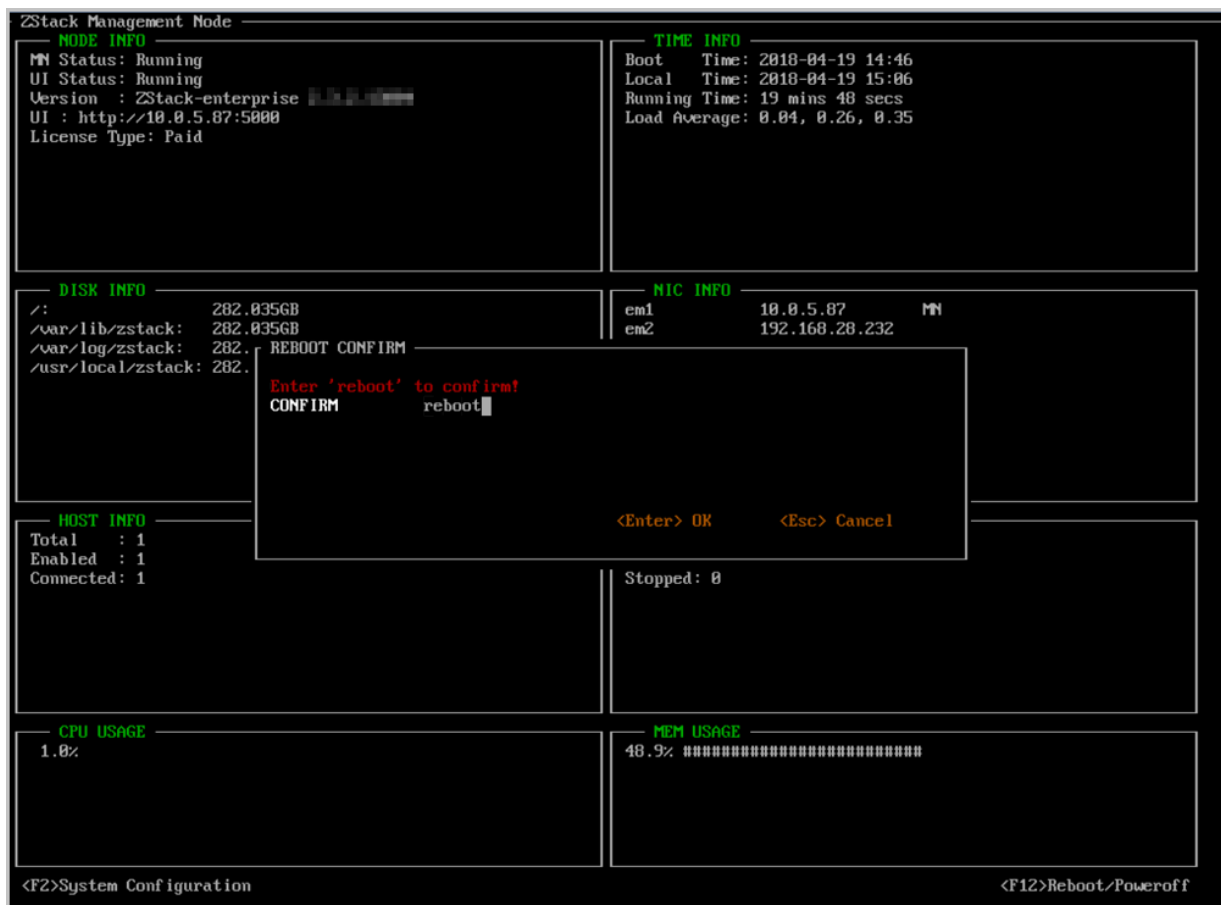 ZStack Management Node
NODE INFO
MN Status: Running
UI Status: Running
Version : ZStack-enterprise
UI : http://10.0.5.87:5000
License Type: Paid
TIME INFO
Boot Time: 2018-04-19 14:46
Local Time: 2018-04-19 15:06
Running Time: 19 mins 48 secs
Load Average: 0.04, 0.26, 0.35
DISK INFO
/: 282.035GB
/var/lib/zstack: 282.035GB
/var/log/zstack: 282.
/usr/local/zstack: 282.
NIC INFO
em1 10.0.5.87 MN
em2 192.168.28.232
REBOOT CONFIRM
Enter 'reboot' to confirm!
CONFIRM reboot
<Enter> OK <Esc> Cancel
HOST INFO
Total : 1
Enabled : 1
Connected: 1
Stopped: 0
CPU USAGE
1.0%
MEM USAGE
48.9% #########################
<F2>System Configuration
<F12>Reboot/Poweroff